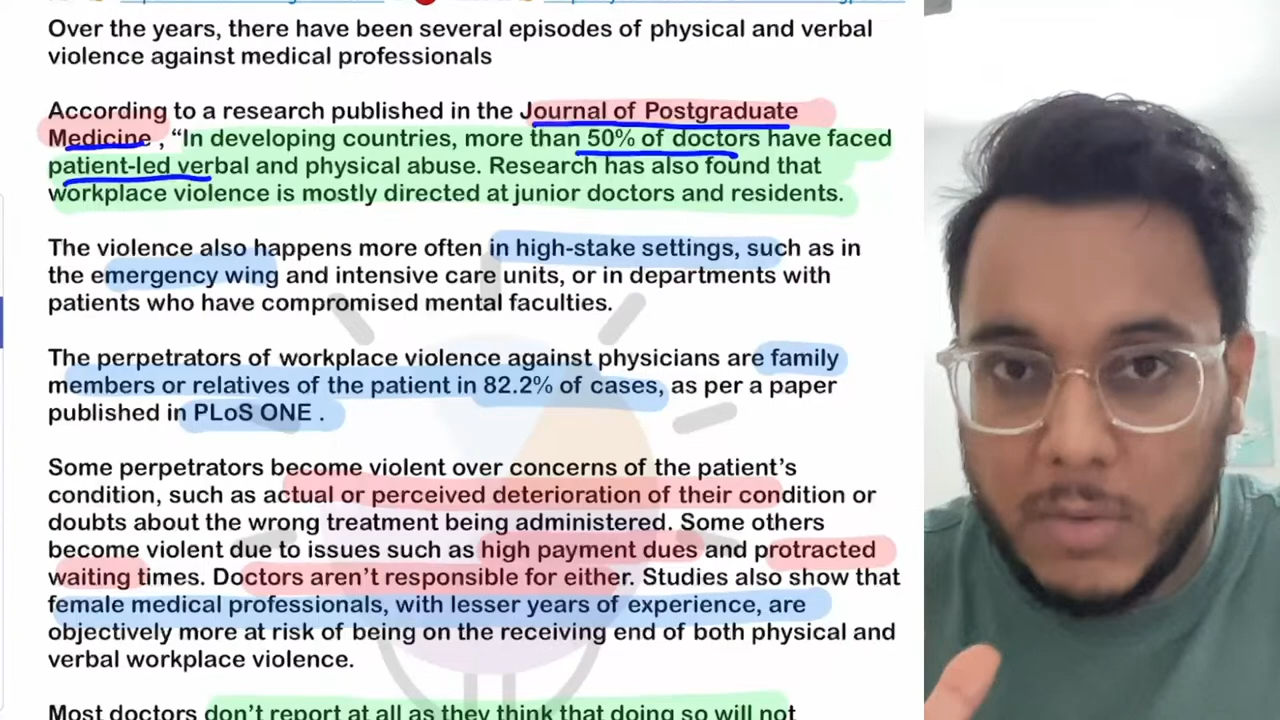 Over the years, there have been several episodes of physical and verbal
violence against medical professionals
According to a research published in the Journal of Postgraduate
Medicine , “In developing countries, more than 50% of doctors have faced
patient-led verbal and physical abuse. Research has also found that
workplace violence is mostly directed at junior doctors and residents.
The violence also happens more often in high-stake settings, such as in
the emergency wing and intensive care units, or in departments with
patients who have compromised mental faculties.
The perpetrators of workplace violence against physicians are family
members or relatives of the patient in 82.2% of cases, as per a paper
published in PLoS ONE .
Some perpetrators become violent over concerns of the patient’s
condition, such as actual or perceived deterioration of their condition or
doubts about the wrong treatment being administered. Some others
become violent due to issues such as high payment dues and protracted
waiting times. Doctors aren’t responsible for either. Studies also show that
female medical professionals, with lesser years of experience, are
objectively more at risk of being on the receiving end of both physical and
verbal workplace violence.
Most doctors don’t report at all as they think that doing so will not